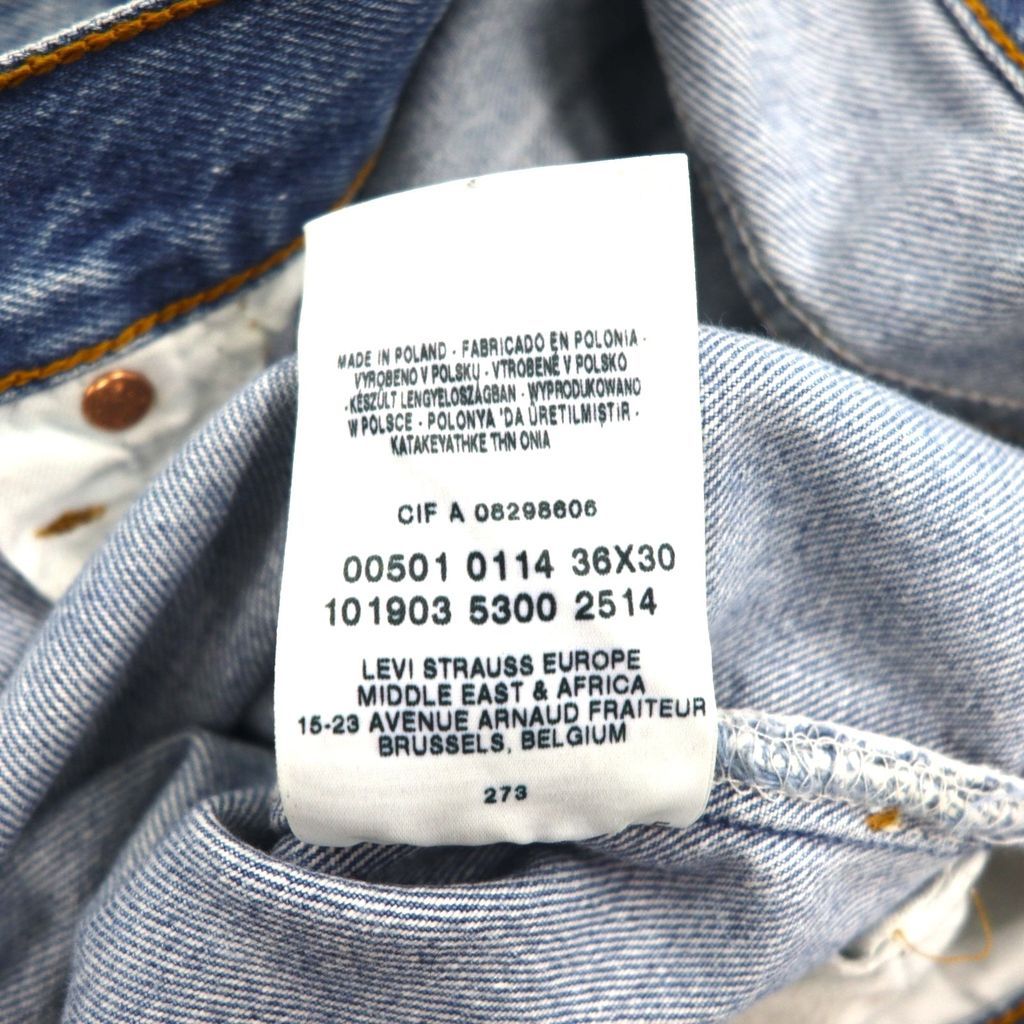 MADE IN POLAND · FABRICADO EN POLONIA ·
VYROBENO V POLSKU · VTROBENÉ V POLSKO
· KÉSZÜLT LENGYELOSZÁGBAN · WYPRODUKOWANO
W POLSCE · POLONYA 'DA ÜRETILMIŞTIR ·
KATAKEYATHKE THN ONIA
CIF A 08298606
00501 0114 36X30
101903 5300 2514
LEVI STRAUSS EUROPE
MIDDLE EAST & AFRICA
15-23 AVENUE ARNAUD FRAITEUR
BRUSSELS, BELGIUM
273